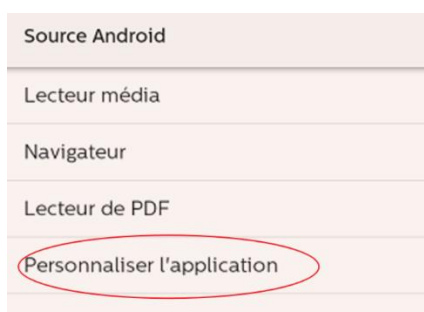 Source Android
Lecteur média
Navigateur
Lecteur de PDF
Personnaliser l'application